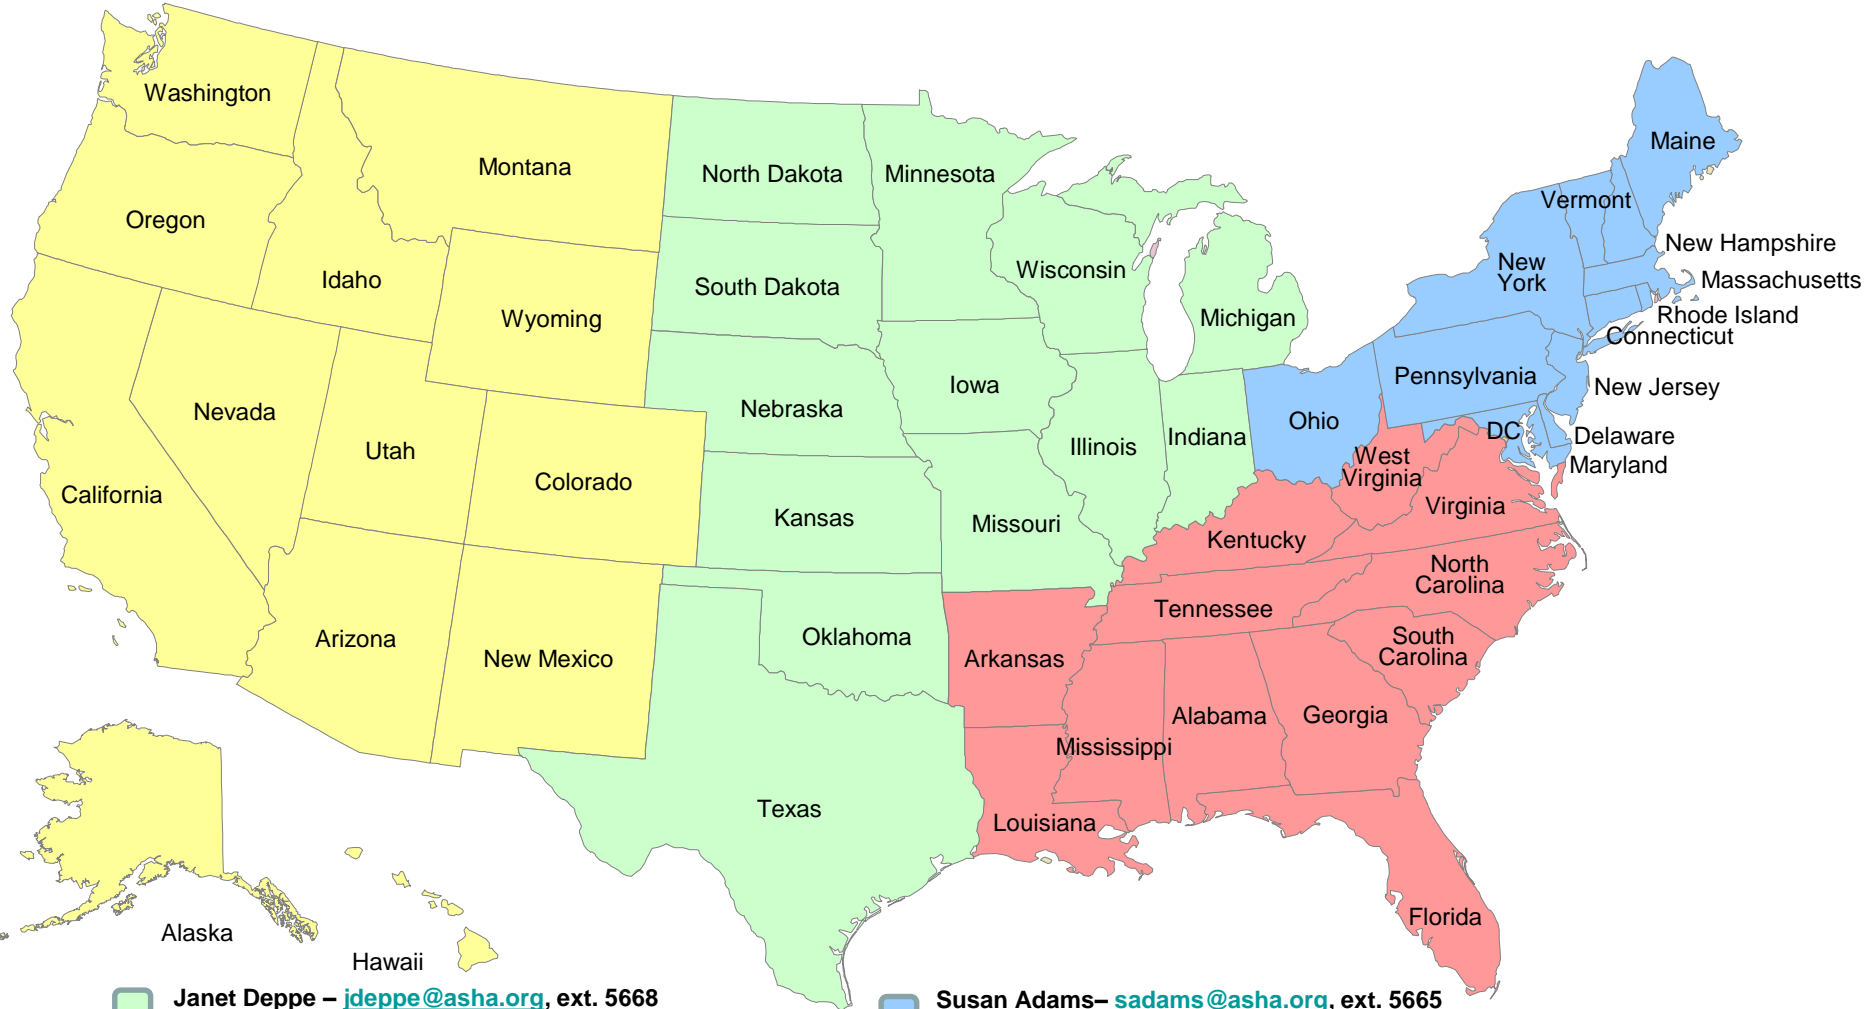 Washington
Maine
Montana
North Dakota
Minnesota
Vermont
Oregon
New Hampshire
New
York
Wisconsin
Idaho
Massachusetts
South Dakota
Wyoming
Michigan
Rhode Island
Connecticut
Pennsylvania
Iowa
New Jersey
Nevada
Nebraska
Ohio
DC
Delaware
Indiana
Illinois
Utah
West
Virginia
Maryland
Colorado
California
Virginia
Kansas
Missouri
Kentucky
North
Carolina
Tennessee
Oklahoma
Arizona
South
Carolina
New Mexico
Arkansas
Alabama
Georgia
Mississippi
Texas
Louisiana
Florida
Alaska
Hawaii
Janet Deppe – jdeppe@asha.org, ext. 5668
Susan Adams– sadams@asha.org, ext. 5665